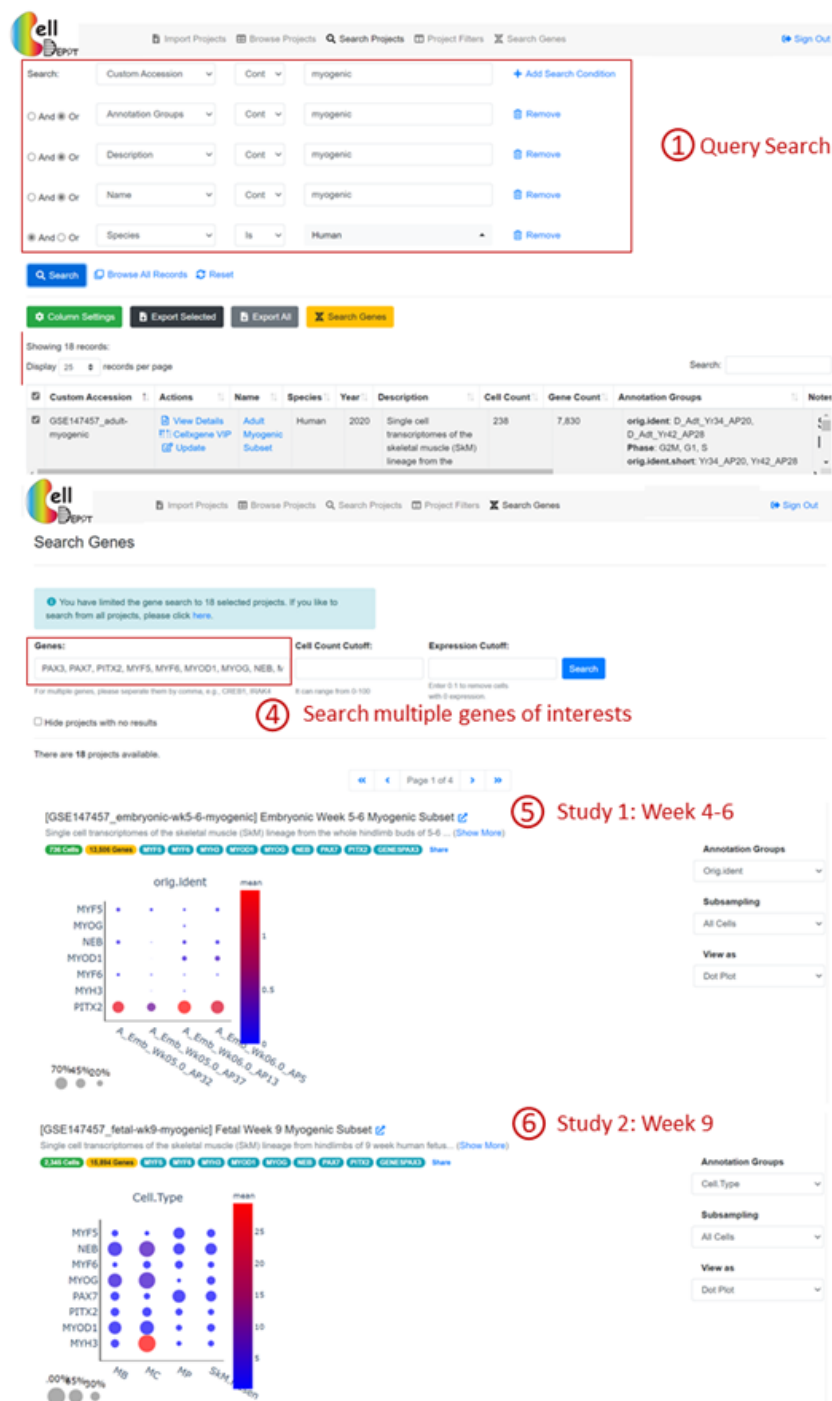 ell
DEPOT
Import Projects Browse Projects Search Projects Project Filters Search Genes Sign Out
Search: Custom Accession Cont myogenic + Add Search Condition
And Or Annotation Groups Cont myogenic Remove
And Or Description Cont myogenic Remove
And Or Name Cont myogenic Remove
And Or Species Is Human Remove
① Query Search
Search Browse All Records Reset
Column Settings Export Selected Export All Search Genes
Showing 18 records:
Display 25 records per page Search:
Custom Accession Actions Name Species Year Description Cell Count Gene Count Annotation Groups Notes
GSE147457_adult-myogenic View Details Cellxgene VIP Update Adult Myogenic Subset Human 2020 Single cell transcriptomes of the skeletal muscle (SkM) lineage from the 238 7,830 orig.ident: D_Adt_Yr34_AP20, D_Adt_Yr42_AP28
Phase: G2M, G1, S
orig.ident.short: Yr34_AP20, Yr42_AP28
ell
DEPOT
Import Projects Browse Projects Search Projects Project Filters Search Genes Sign Out
Search Genes
You have limited the gene search to 18 selected projects. If you like to
search from all projects, please click here.
Genes: Cell Count Cutoff: Expression Cutoff:
PAX3, PAX7, PITX2, MYF5, MYF6, MYOD1, MYOG, NEB, Search
For multiple genes, please seperate them by comma, e.g., CREB1, IRAK4 It can range from 0-100 Enter 0.1 to remove cells
with 0 expression.
④ Search multiple genes of interests
Hide projects with no results
There are 18 projects available.
« ‹ Page 1 of 4 › »
[GSE147457_embryonic-wk5-6-myogenic] Embryonic Week 5-6 Myogenic Subset
⑤ Study 1: Week 4-6
Single cell transcriptomes of the skeletal muscle (SkM) lineage from the whole hindlimb buds of 5-6 ... (Show More)
736 Cells MYF5 MYF6 MYH3 MYOD1 MYOG NEB PAX7 PITX2 GENESPAX3 Share
Annotation Groups
Orig.ident
Subsampling
All Cells
View as
Dot Plot
orig.ident
mean
MYF5
MYOG
NEB
MYOD1
MYF6
MYH3
PITX2
1
0.5
0
A_Emb_Wk05.0_AP32
A_Emb_Wk05.0_AP37
A_Emb_Wk06.0_AP13
A_Emb_Wk06.0_AP5
70%45%20%
[GSE147457_fetal-wk9-myogenic] Fetal Week 9 Myogenic Subset
⑥ Study 2: Week 9
Single cell transcriptomes of the skeletal muscle (SkM) lineage from hindlimbs of 9 week human fetus... (Show More)
MYF5 MYF6 MYH3 MYOD1 MYOG NEB PAX7 PITX2 GENESPAX3 Share
Annotation Groups
Cell.Type
Subsampling
All Cells
View as
Dot Plot
Cell.Type
mean
MYF5
NEB
MYF6
MYOG
PAX7
PITX2
MYOD1
MYH3
25
20
15
10
5
MB
MC
MP